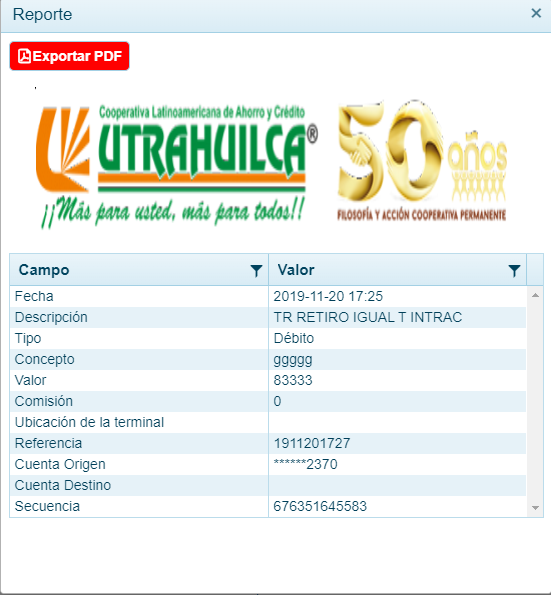 Reporte ×
Exportar PDF
Cooperativa Latinoamericana de Ahorro y Crédito
UTRAHUILCA®
¡¡Más para usted, más para todos!!
50 años
FILOSOFÍA Y ACCIÓN COOPERATIVA PERMANENTE
Campo Valor
Fecha 2019-11-20 17:25
Descripción TR RETIRO IGUAL T INTRAC
Tipo Débito
Concepto ggggg
Valor 83333
Comisión 0
Ubicación de la terminal
Referencia 1911201727
Cuenta Origen ******2370
Cuenta Destino
Secuencia 676351645583